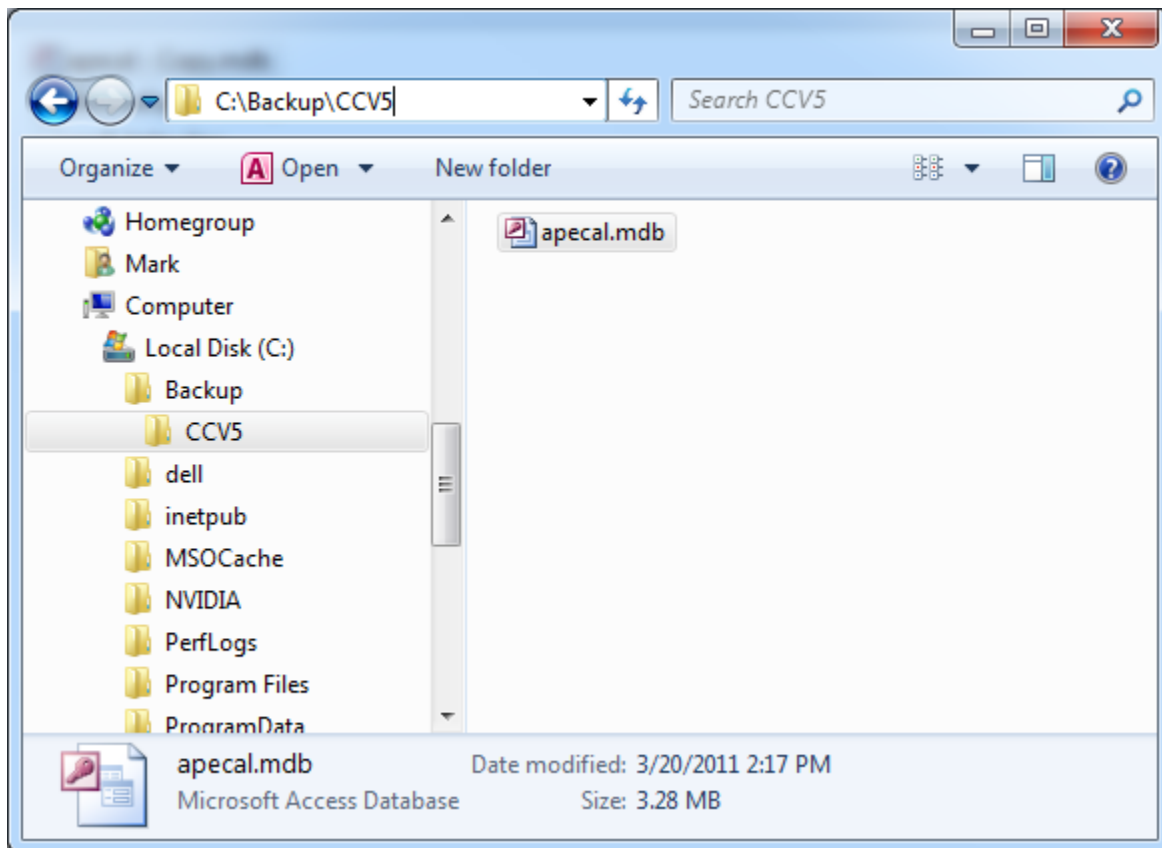 C:\Backup\CCV5
Search CCV5
Organize
Open
New folder
Homegroup
Mark
Computer
Local Disk (C:)
Backup
CCV5
dell
inetpub
MSOCache
NVIDIA
PerfLogs
Program Files
ProgramData
apecal.mdb
apecal.mdb
Date modified: 3/20/2011 2:17 PM
Microsoft Access Database
Size: 3.28 MB